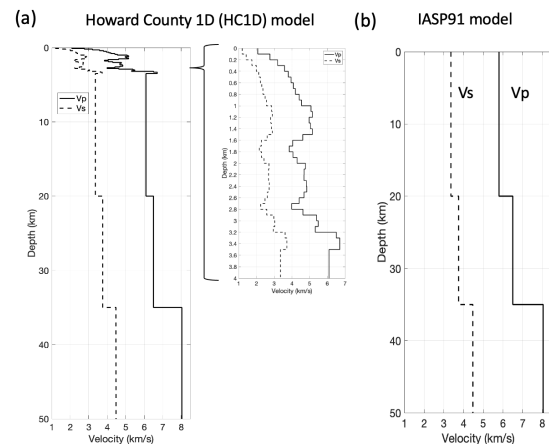 (a) Howard County 1D (HC1D) model
0
10
20
30
40
50
Depth (km)
Vp
Vs
1 2 3 4 5 6 7 8
Velocity (km/s)
0
0.2
0.4
0.6
0.8
1
1.2
1.4
1.6
1.8
2
2.2
2.4
2.6
2.8
3
3.2
3.4
3.6
3.8
4
Depth (km)
Vp
Vs
1 2 3 4 5 6 7
Velocity (km/s)
(b) IASP91 model
0
10
20
30
40
50
Depth (km)
Vs Vp
1 2 3 4 5 6 7 8
Velocity (km/s)